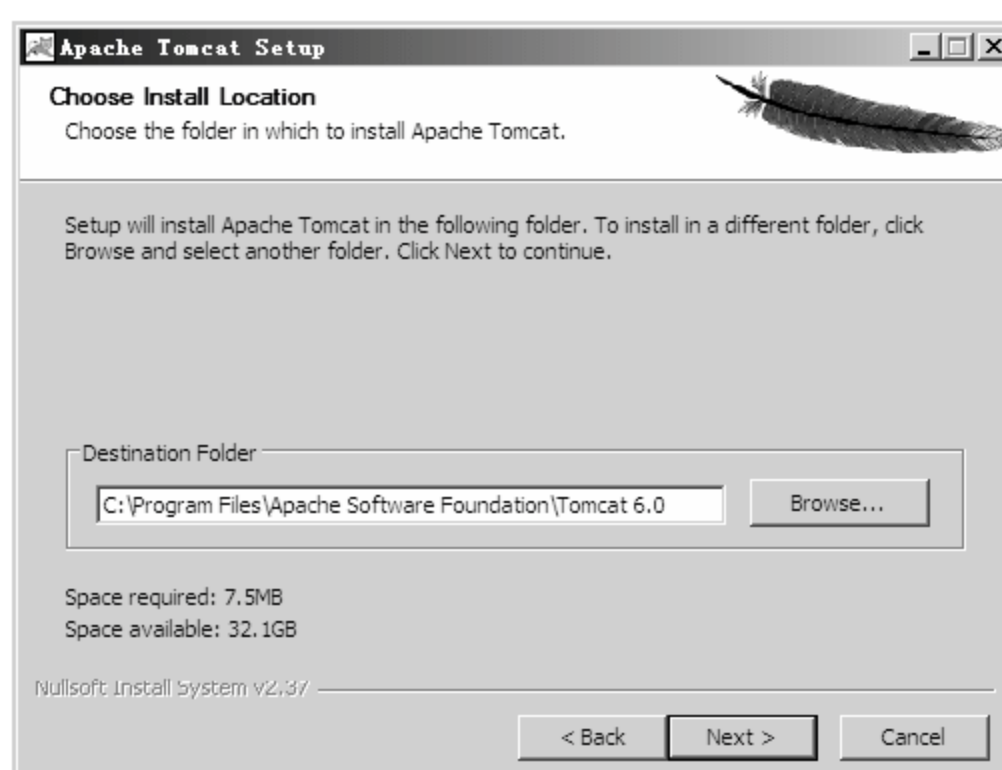 Apache Tomcat Setup
Choose Install Location
Choose the folder in which to install Apache Tomcat.
Setup will install Apache Tomcat in the following folder. To install in a different folder, click
Browse and select another folder. Click Next to continue.
Destination Folder
C:\Program Files\Apache Software Foundation\Tomcat 6.0
Browse...
Space required: 7.5MB
Space available: 32.1GB
Nullsoft Install System v2.37
< Back
Next >
Cancel